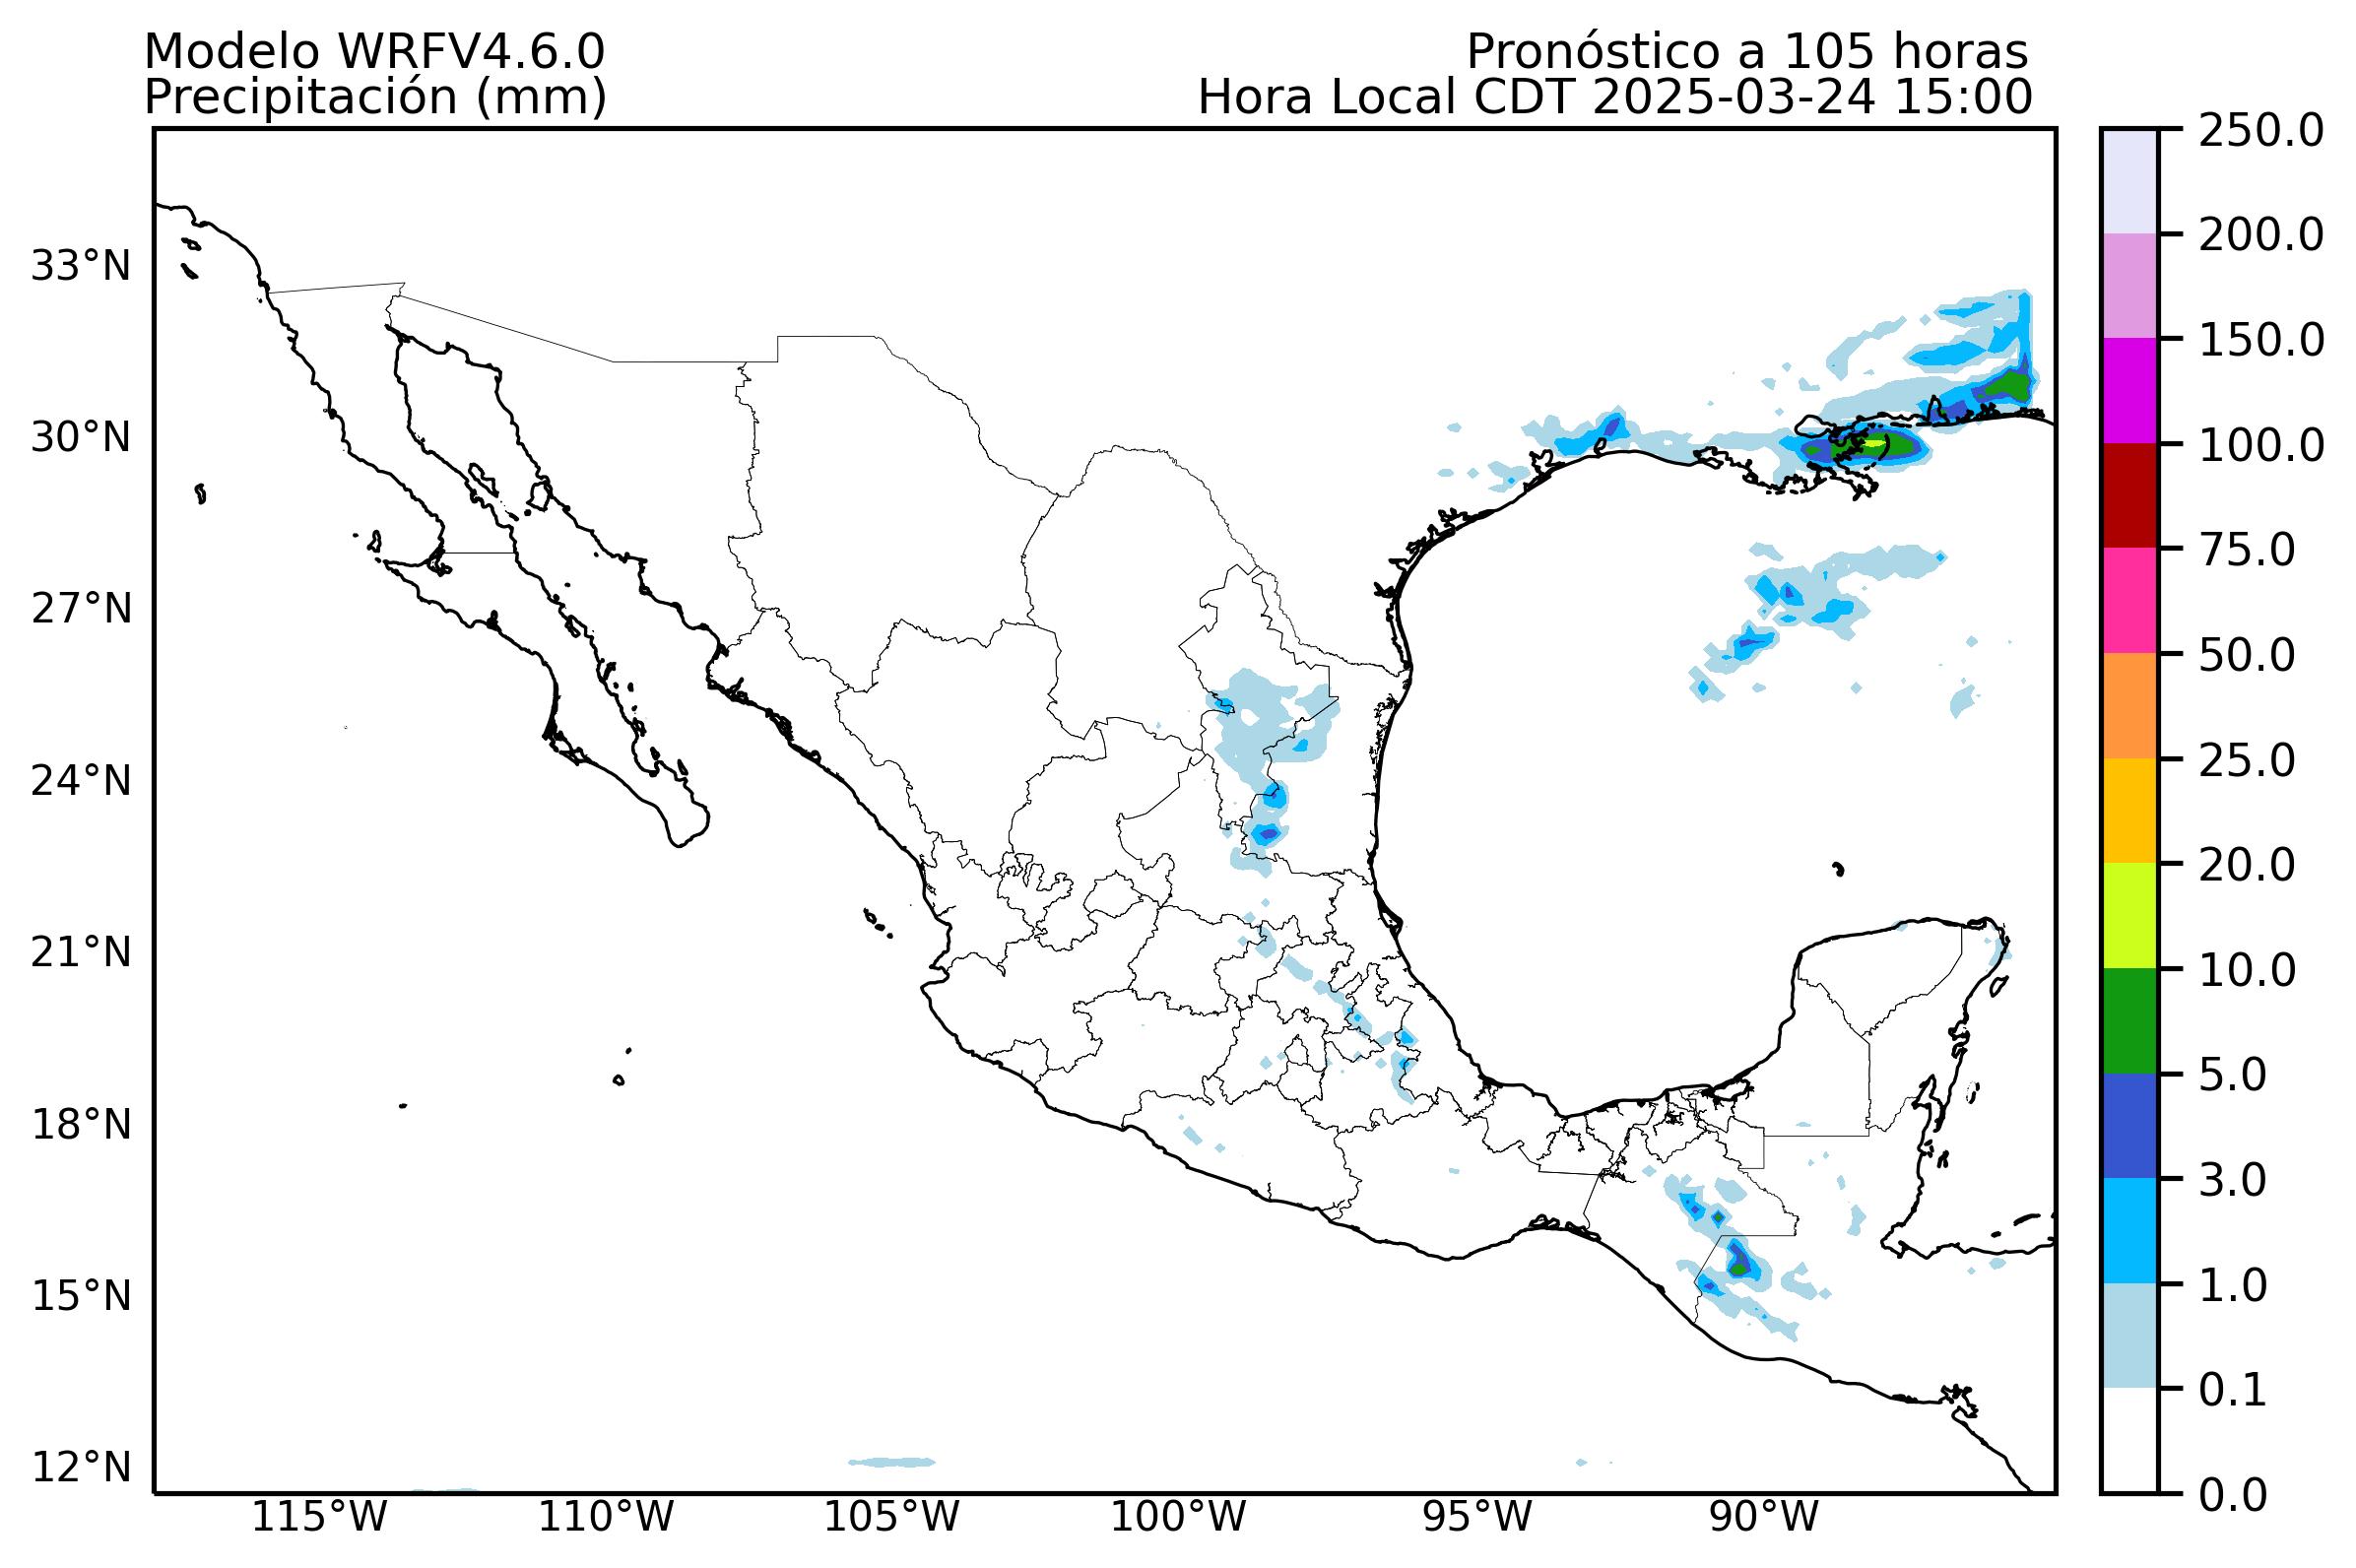 Modelo WRFV4.6.0
Pronóstico a 105 horas
Precipitación (mm)
Hora Local CDT 2025-03-24 15:00
33°N
30°N
27°N
24°N
21°N
18°N
15°N
12°N
115°W
110°W
105°W
100°W
95°W
90°W
250.0
200.0
150.0
100.0
75.0
50.0
25.0
20.0
10.0
5.0
3.0
1.0
0.1
0.0